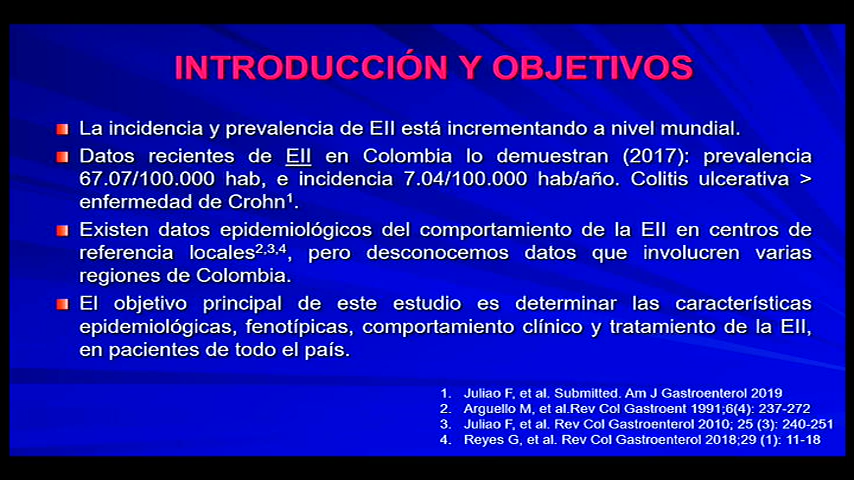 INTRODUCCIÓN Y OBJETIVOS
La incidencia y prevalencia de EII está incrementando a nivel mundial.
Datos recientes de EII en Colombia lo demuestran (2017): prevalencia
67.07/100.000 hab, e incidencia 7.04/100.000 hab/año. Colitis ulcerativa >
enfermedad de Crohn¹.
Existen datos epidemiológicos del comportamiento de la EII en centros de
referencia locales²,³,⁴, pero desconocemos datos que involucren varias
regiones de Colombia.
El objetivo principal de este estudio es determinar las características
epidemiológicas, fenotípicas, comportamiento clínico y tratamiento de la EII,
en pacientes de todo el país.
1. Juliao F, et al. Submitted. Am J Gastroenterol 2019
2. Arguello M, et al.Rev Col Gastroent 1991;6(4): 237-272
3. Juliao F, et al. Rev Col Gastroenterol 2010; 25 (3): 240-251
4. Reyes G, et al. Rev Col Gastroenterol 2018;29 (1): 11-18